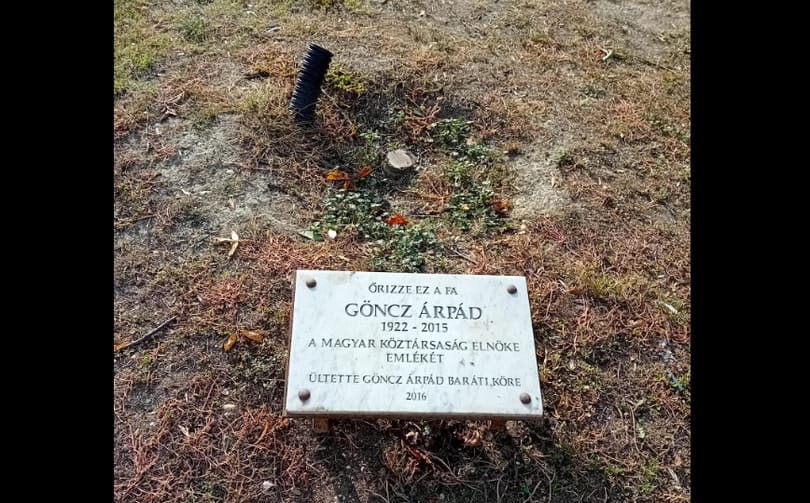 ŐRIZZE EZ A FA
GÖNCZ ÁRPÁD
1922 - 2015
A MAGYAR KÖZTÁRSASÁG ELNÖKE
EMLÉKÉT
ÜLTETTE GÖNCZ ÁRPÁD BARÁTI KÖRE
2016